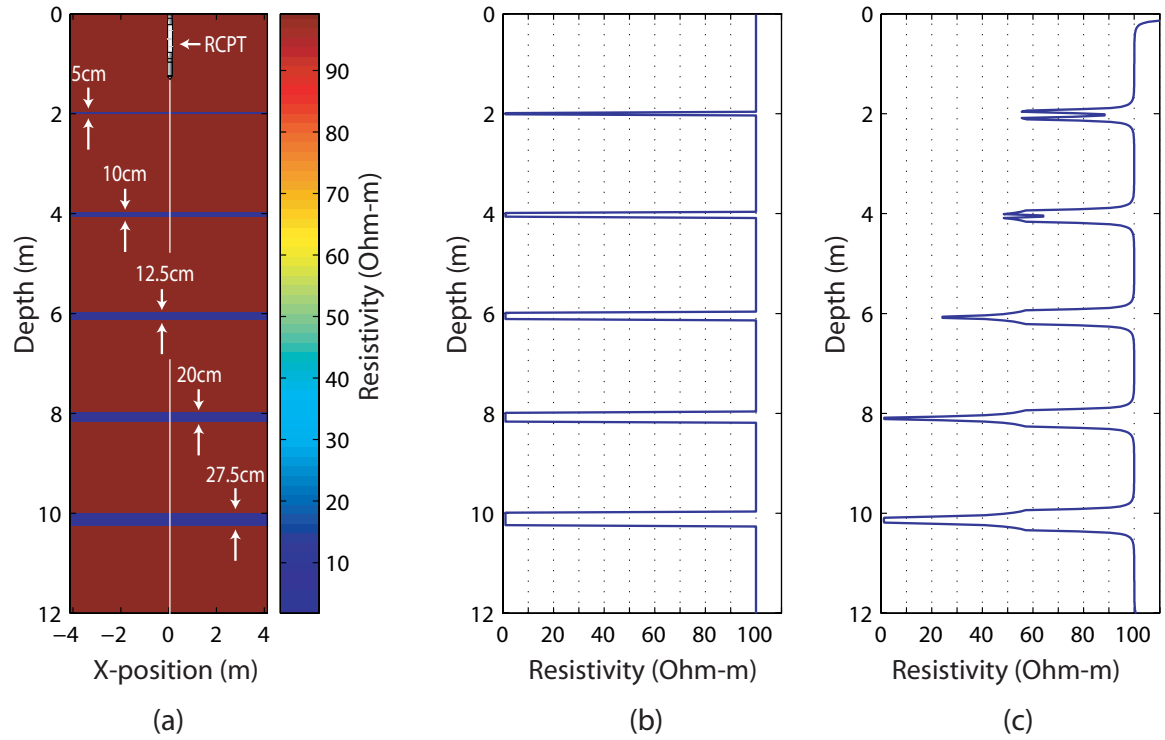 RCPT
5cm
10cm
12.5cm
20cm
27.5cm
0
2
4
6
8
10
12
Depth (m)
−4 −2 0 2 4
X-position (m)
(a)
90
80
70
60
50
40
30
20
10
Resistivity (Ohm-m)
0
2
4
6
8
10
12
Depth (m)
0 20 40 60 80 100
Resistivity (Ohm-m)
(b)
0
2
4
6
8
10
12
Depth (m)
0 20 40 60 80 100
Resistivity (Ohm-m)
(c)